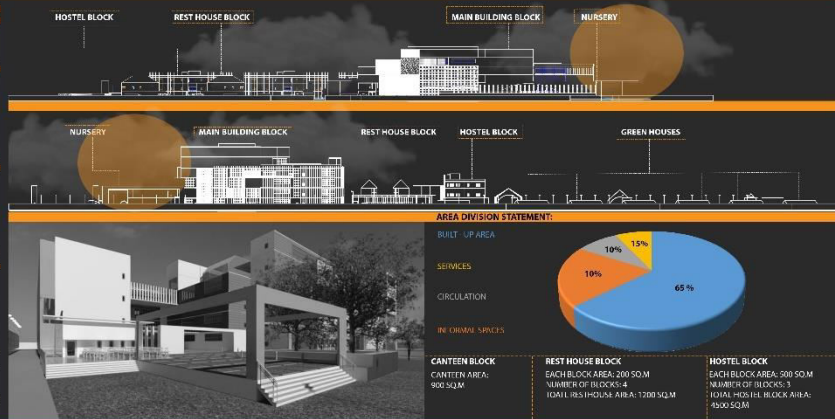 HOSTEL BLOCK REST HOUSE BLOCK MAIN BUILDING BLOCK NURSERY
NURSERY MAIN BUILDING BLOCK REST HOUSE BLOCK HOSTEL BLOCK GREEN HOUSES
AREA DIVISION STATEMENT:
BUILT - UP AREA
SERVICES
CIRCULATION
INFORMAL SPACES
15%
10%
10%
65 %
CANTEEN BLOCK
CANTEEN AREA:
900 SQ.M
REST HOUSE BLOCK
EACH BLOCK AREA: 200 SQ.M
NUMBER OF BLOCKS: 4
TOATL RESTHOUSE AREA: 1200 SQ.M
HOSTEL BLOCK
EACH BLOCK AREA: 500 SQ.M
NUMBER OF BLOCKS: 3
TOTAL HOSTEL BLOCK AREA:
4500 SQ.M